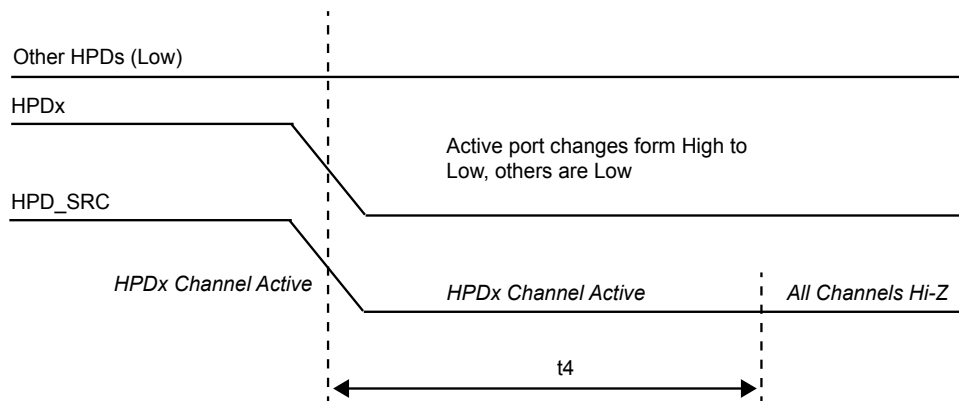 Other HPDs (Low)
HPDx
Active port changes form High to
Low, others are Low
HPD_SRC
HPDx Channel Active
HPDx Channel Active
All Channels Hi-Z
t4